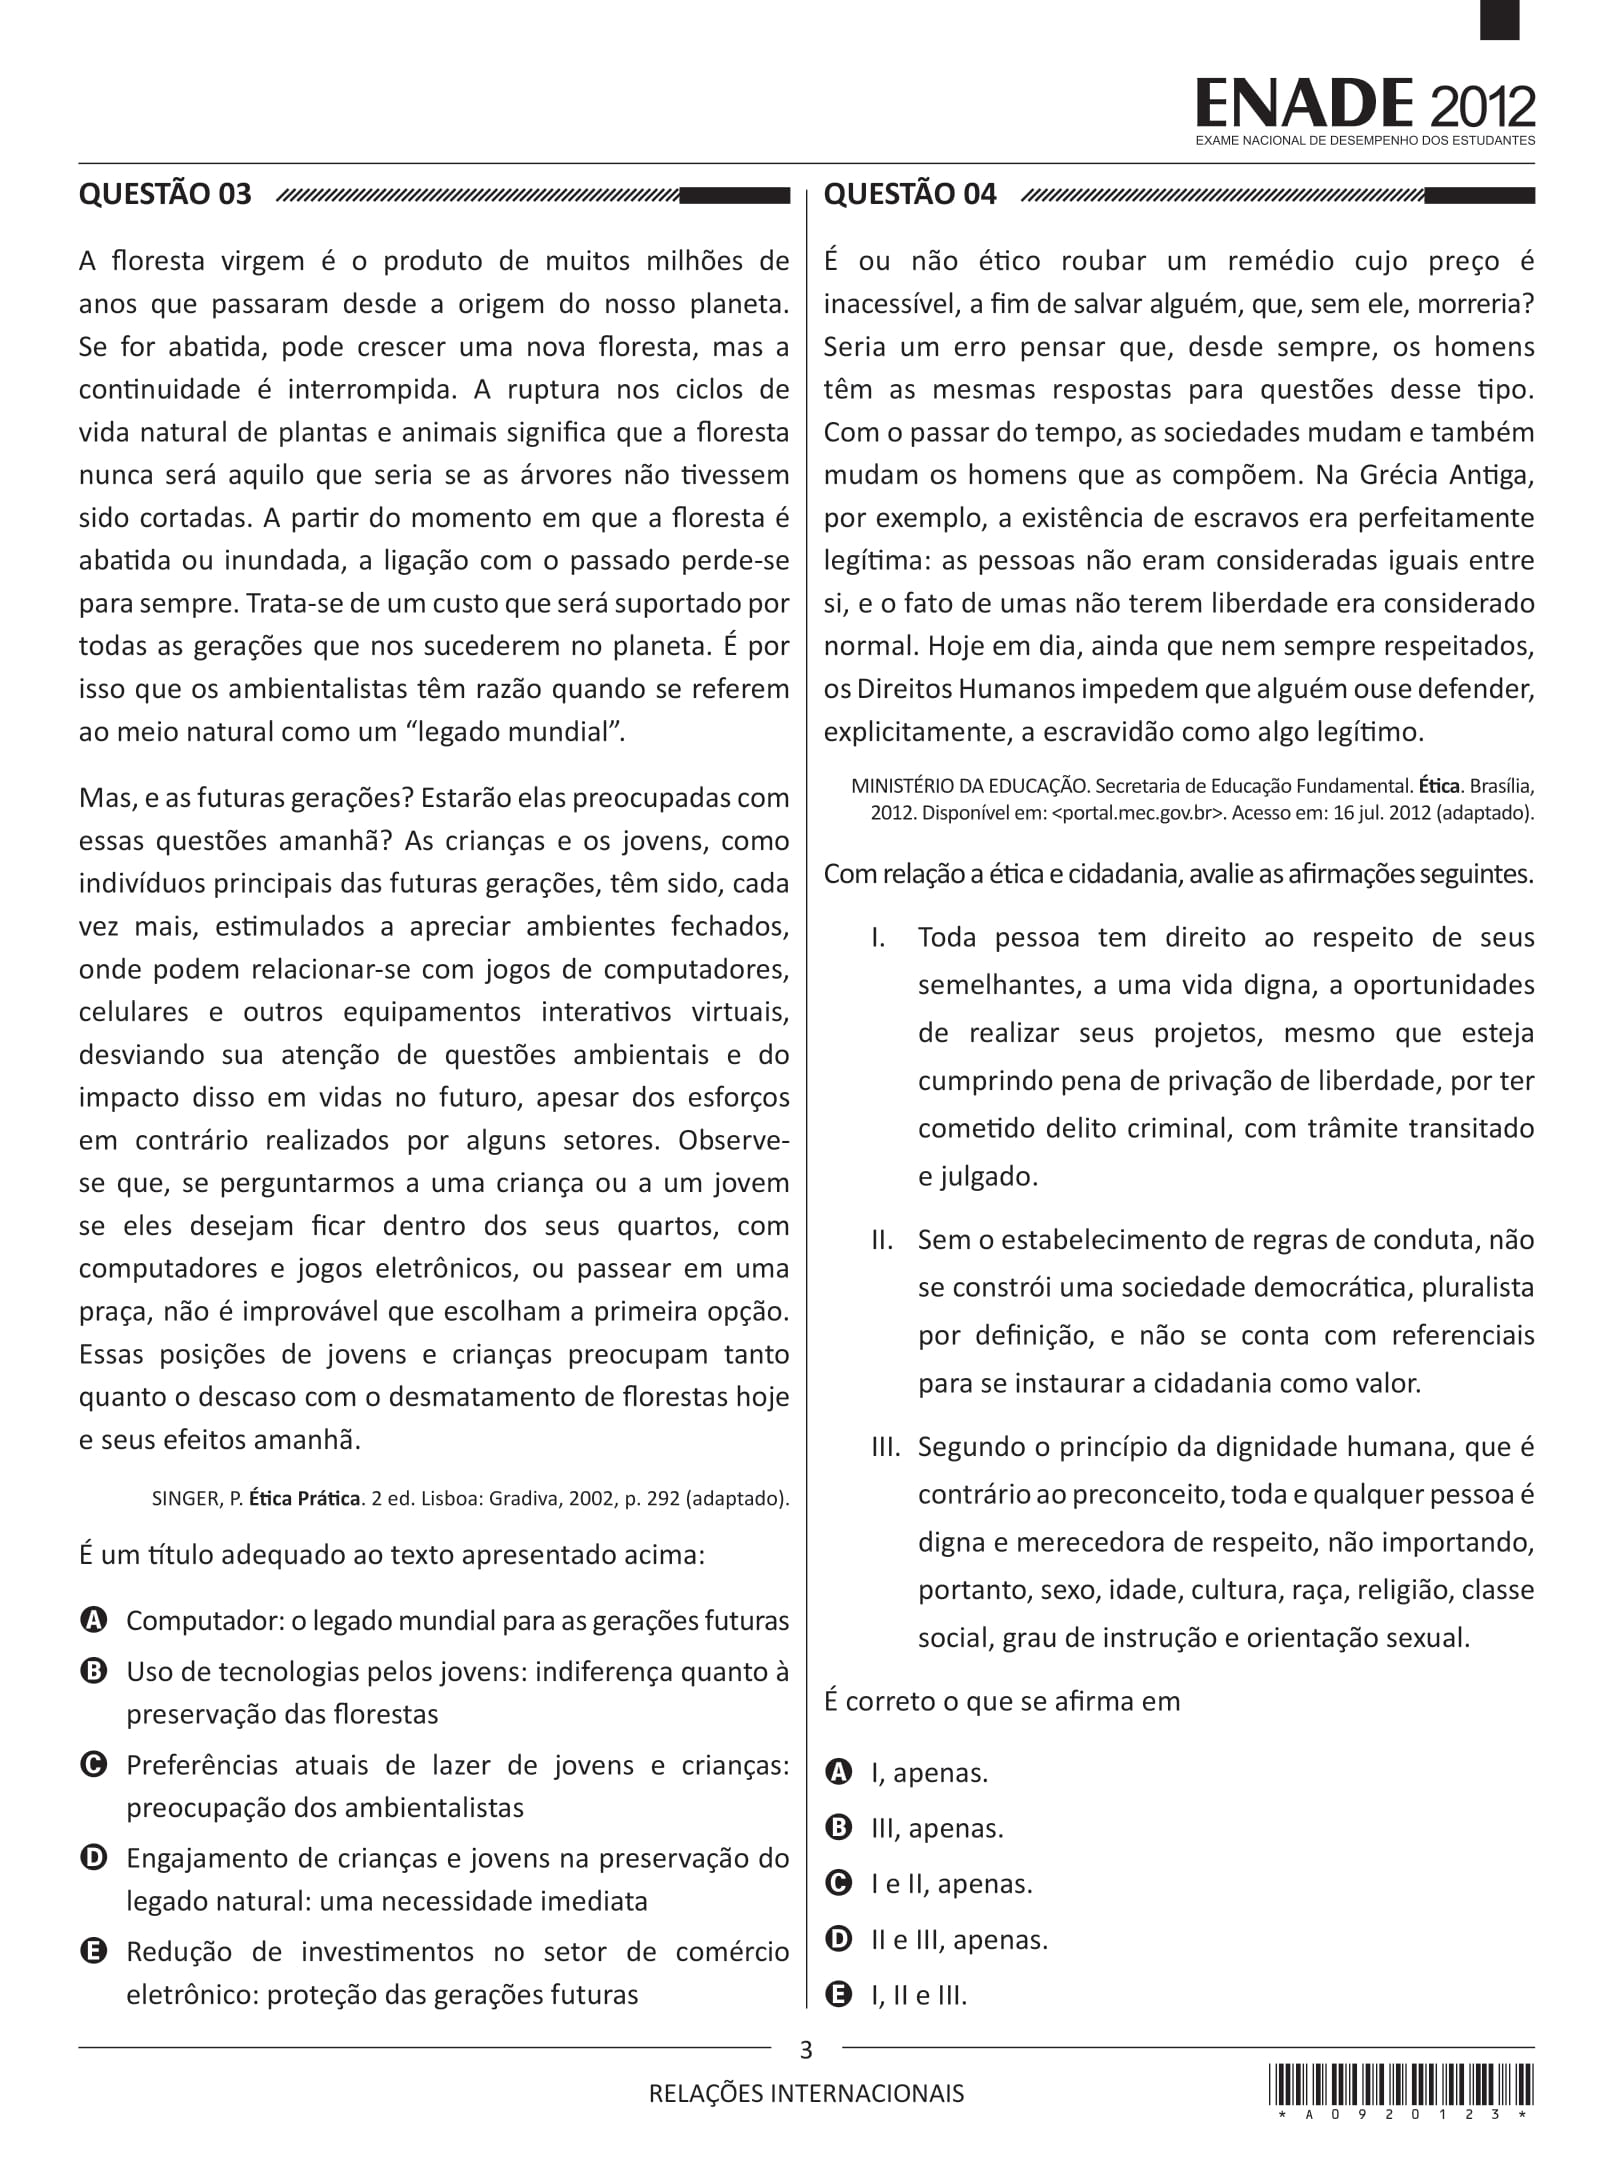 ENADE 2012
EXAME NACIONAL DE DESEMPENHO DOS ESTUDANTES
QUESTÃO 03
A floresta virgem é o produto de muitos milhões de
anos que passaram desde a origem do nosso planeta.
Se for abatida, pode crescer uma nova floresta, mas a
continuidade é interrompida. A ruptura nos ciclos de
vida natural de plantas e animais significa que a floresta
nunca será aquilo que seria se as árvores não tivessem
sido cortadas. A partir do momento em que a floresta é
abatida ou inundada, a ligação com o passado perde-se
para sempre. Trata-se de um custo que será suportado por
todas as gerações que nos sucederem no planeta. É por
isso que os ambientalistas têm razão quando se referem
ao meio natural como um “legado mundial”.
Mas, e as futuras gerações? Estarão elas preocupadas com
essas questões amanhã? As crianças e os jovens, como
indivíduos principais das futuras gerações, têm sido, cada
vez mais, estimulados a apreciar ambientes fechados,
onde podem relacionar-se com jogos de computadores,
celulares e outros equipamentos interativos virtuais,
desviando sua atenção de questões ambientais e do
impacto disso em vidas no futuro, apesar dos esforços
em contrário realizados por alguns setores. Observe-
se que, se perguntarmos a uma criança ou a um jovem
se eles desejam ficar dentro dos seus quartos, com
computadores e jogos eletrônicos, ou passear em uma
praça, não é improvável que escolham a primeira opção.
Essas posições de jovens e crianças preocupam tanto
quanto o descaso com o desmatamento de florestas hoje
e seus efeitos amanhã.
SINGER, P. Ética Prática. 2 ed. Lisboa: Gradiva, 2002, p. 292 (adaptado).
É um título adequado ao texto apresentado acima:
A Computador: o legado mundial para as gerações futuras
B Uso de tecnologias pelos jovens: indiferença quanto à
preservação das florestas
C Preferências atuais de lazer de jovens e crianças:
preocupação dos ambientalistas
D Engajamento de crianças e jovens na preservação do
legado natural: uma necessidade imediata
E Redução de investimentos no setor de comércio
eletrônico: proteção das gerações futuras
QUESTÃO 04
É ou não ético roubar um remédio cujo preço é
inacessível, a fim de salvar alguém, que, sem ele, morreria?
Seria um erro pensar que, desde sempre, os homens
têm as mesmas respostas para questões desse tipo.
Com o passar do tempo, as sociedades mudam e também
mudam os homens que as compõem. Na Grécia Antiga,
por exemplo, a existência de escravos era perfeitamente
legítima: as pessoas não eram consideradas iguais entre
si, e o fato de umas não terem liberdade era considerado
normal. Hoje em dia, ainda que nem sempre respeitados,
os Direitos Humanos impedem que alguém ouse defender,
explicitamente, a escravidão como algo legítimo.
MINISTÉRIO DA EDUCAÇÃO. Secretaria de Educação Fundamental. Ética. Brasília,
2012. Disponível em: <portal.mec.gov.br>. Acesso em: 16 jul. 2012 (adaptado).
Com relação a ética e cidadania, avalie as afirmações seguintes.
I. Toda pessoa tem direito ao respeito de seus
semelhantes, a uma vida digna, a oportunidades
de realizar seus projetos, mesmo que esteja
cumprindo pena de privação de liberdade, por ter
cometido delito criminal, com trâmite transitado
e julgado.
II. Sem o estabelecimento de regras de conduta, não
se constrói uma sociedade democrática, pluralista
por definição, e não se conta com referenciais
para se instaurar a cidadania como valor.
III. Segundo o princípio da dignidade humana, que é
contrário ao preconceito, toda e qualquer pessoa é
digna e merecedora de respeito, não importando,
portanto, sexo, idade, cultura, raça, religião, classe
social, grau de instrução e orientação sexual.
É correto o que se afirma em
A I, apenas.
B III, apenas.
C I e II, apenas.
D II e III, apenas.
E I, II e III.
3
RELAÇÕES INTERNACIONAIS
* A 0 9 2 0 1 2 3 *